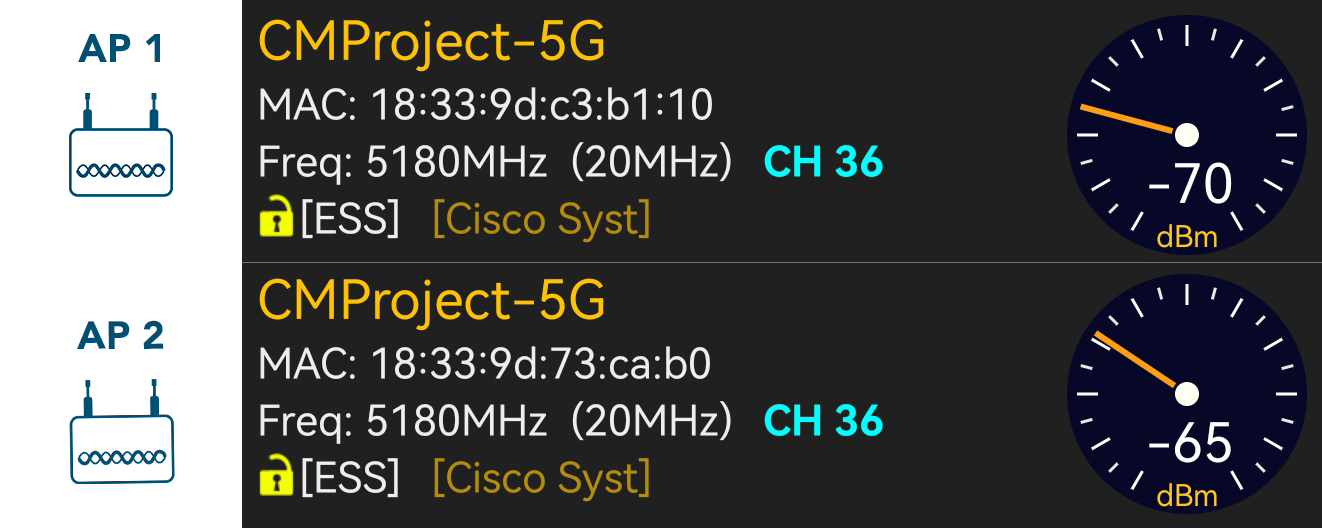 AP 1
CMProject-5G
MAC: 18:33:9d:c3:b1:10
Freq: 5180MHz (20MHz) CH 36
[ESS] [Cisco Syst]
-70
dBm
AP 2
CMProject-5G
MAC: 18:33:9d:73:ca:b0
Freq: 5180MHz (20MHz) CH 36
[ESS] [Cisco Syst]
-65
dBm